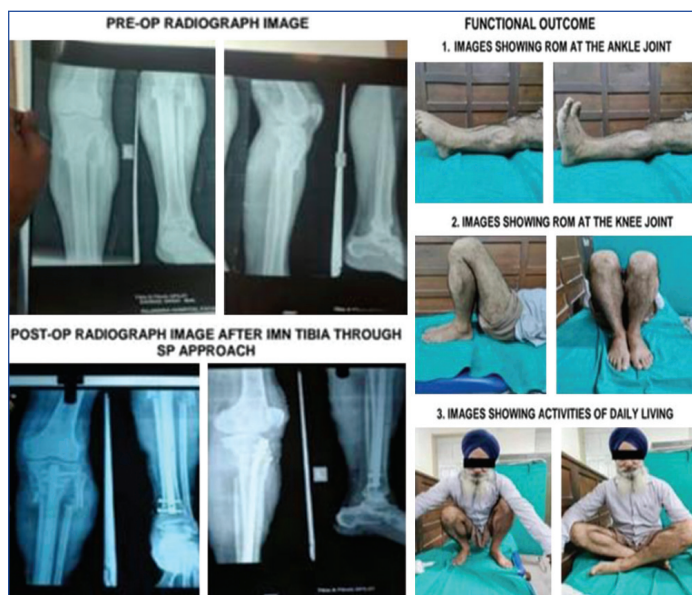 PRE-OP RADIOGRAPH IMAGE
POST-OP RADIOGRAPH IMAGE AFTER IMN TIBIA THROUGH
SP APPROACH
FUNCTIONAL OUTCOME
1. IMAGES SHOWING ROM AT THE ANKLE JOINT
2. IMAGES SHOWING ROM AT THE KNEE JOINT
3. IMAGES SHOWING ACTIVITIES OF DAILY LIVING